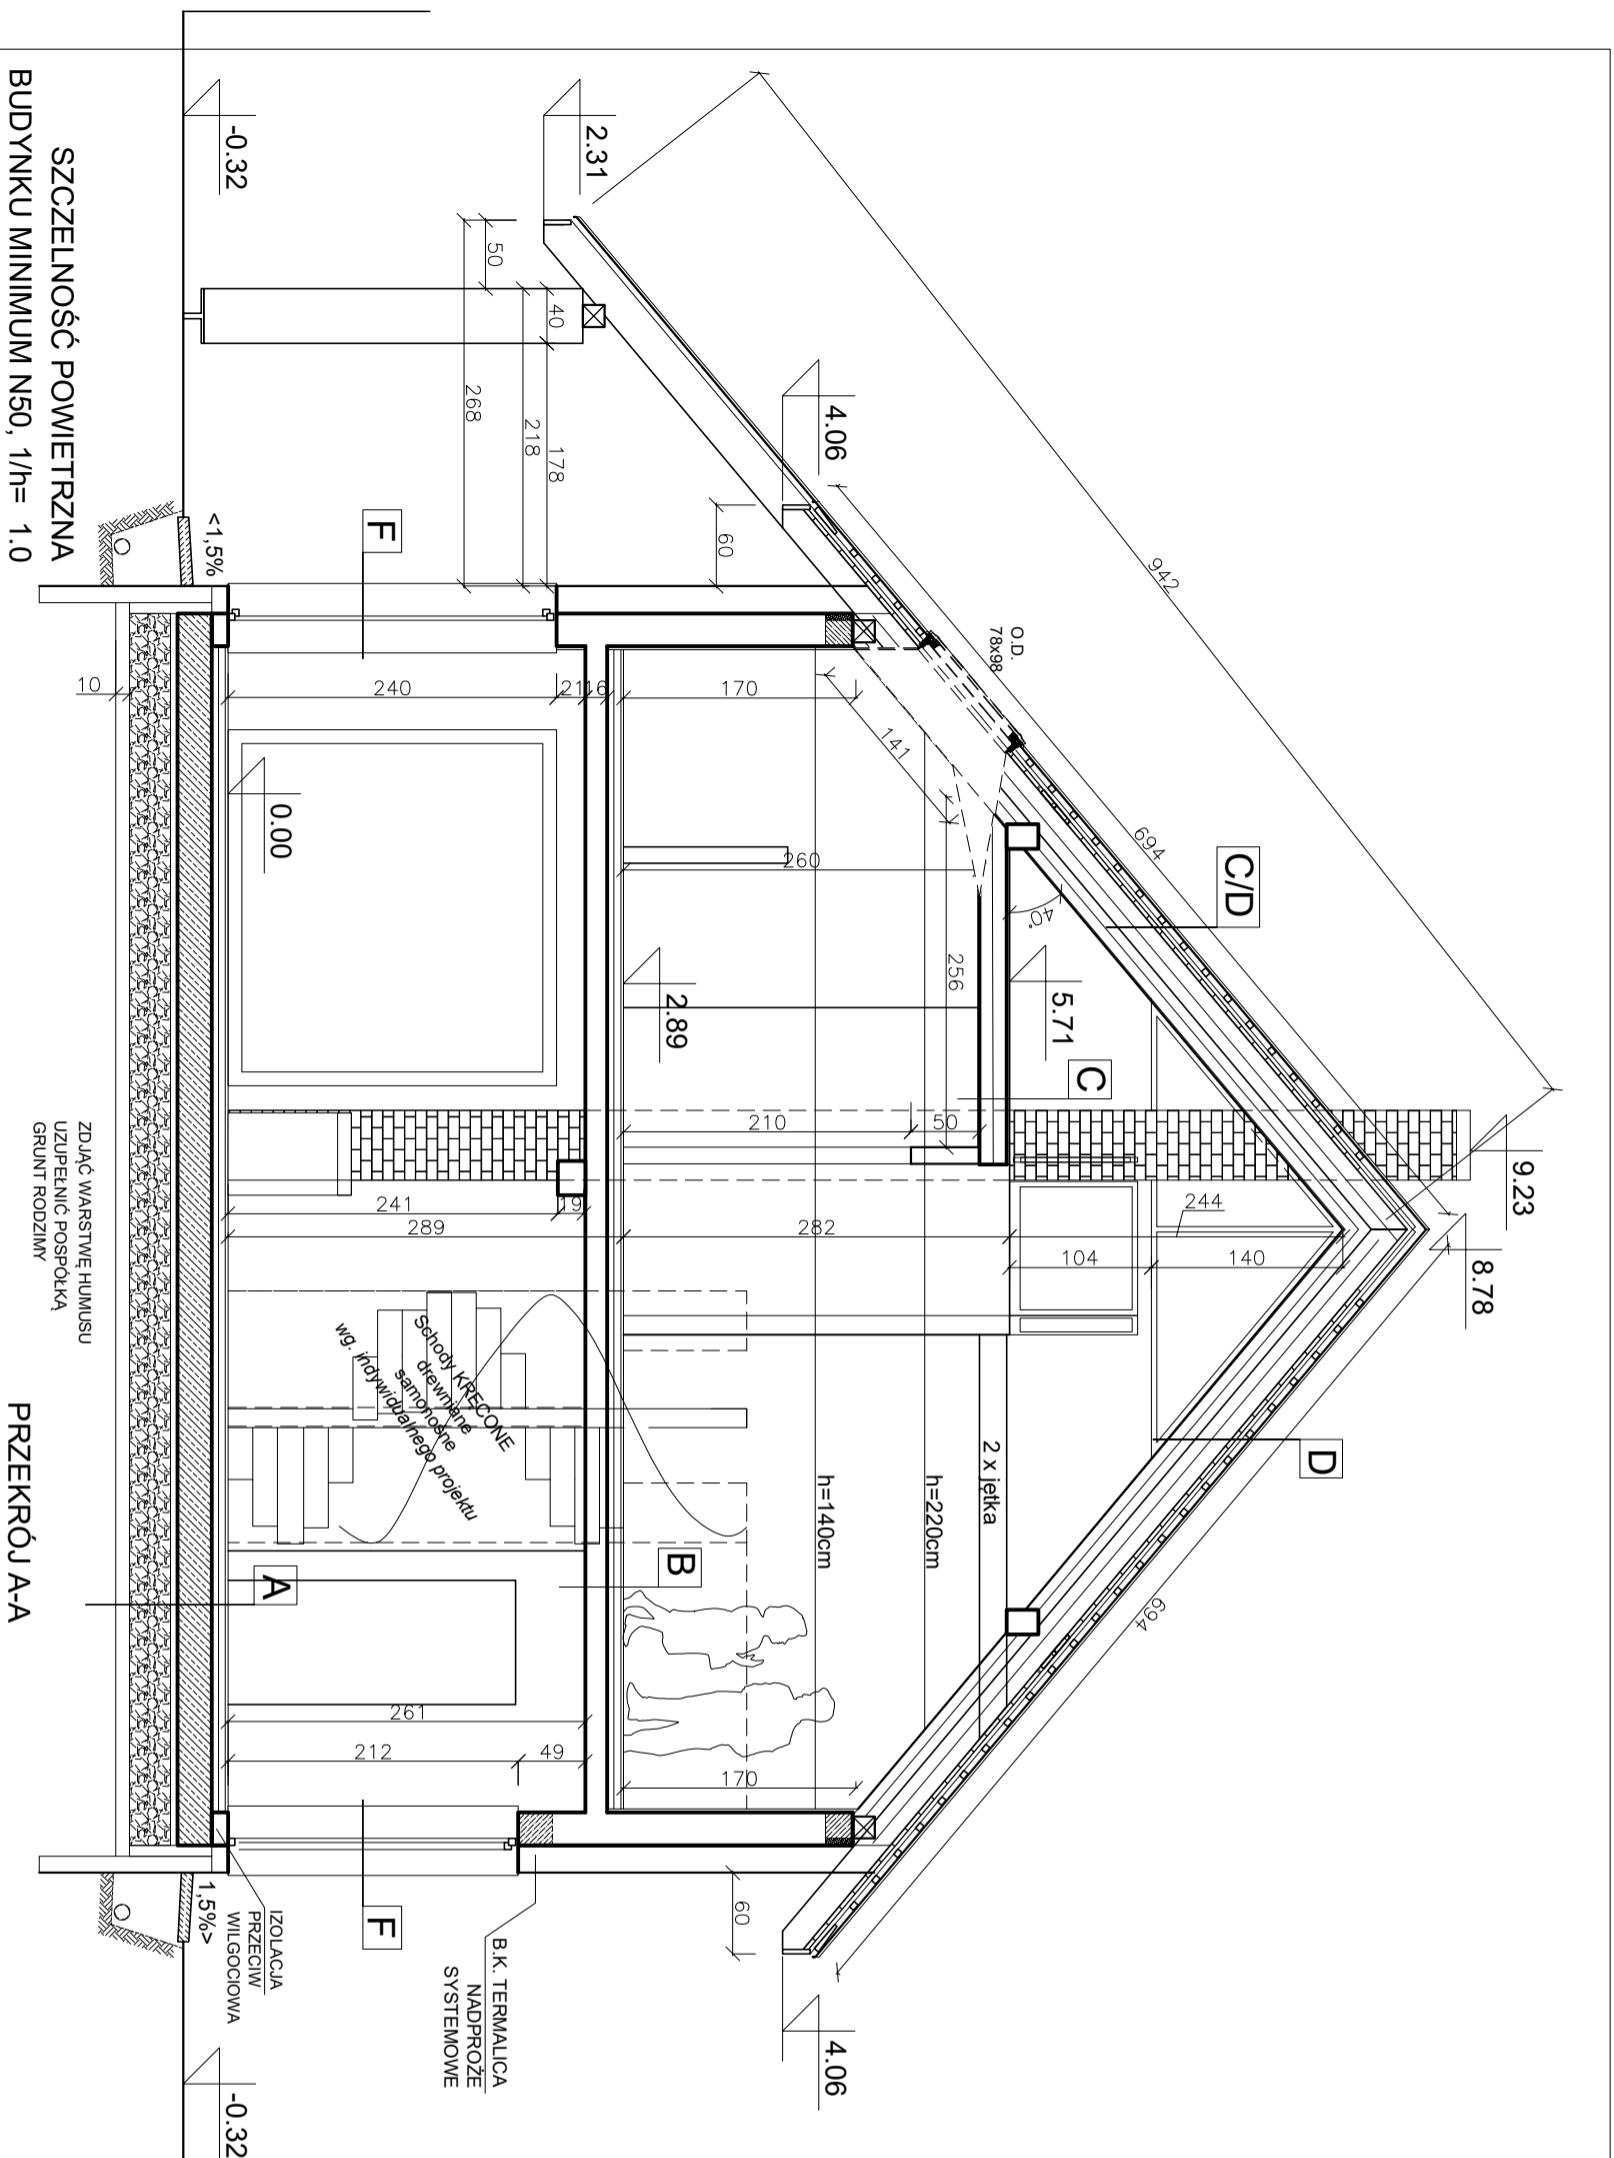 9.23
8.78
942
694
694
C/D
C
D
40°
5.71
244
104
140
O.D.
78x98
4.06
4.06
2.31
141
256
260
2 x jętka
h=220cm
h=140cm
60
60
170
170
210
50
282
2.89
B
50
40
178
218
268
21
16
240
241
19
289
261
212
49
F
F
0.00
Schody KRĘCONE
drewniane
samonośne
wg. indywidualnego projektu
A
B.K. TERMALICA
NADPROŻE
SYSTEMOWE
IZOLACJA
PRZECIW
WILGOCIOWA
<1,5%
1,5%>
-0.32
-0.32
10
ZDJĄĆ WARSTWĘ HUMUSU
UZUPEŁNIĆ POSPÓŁKĄ
GRUNT RODZIMY
SZCZELNOŚĆ POWIETRZNA
BUDYNKU MINIMUM N50, 1/h= 1.0
PRZEKRÓJ A-A